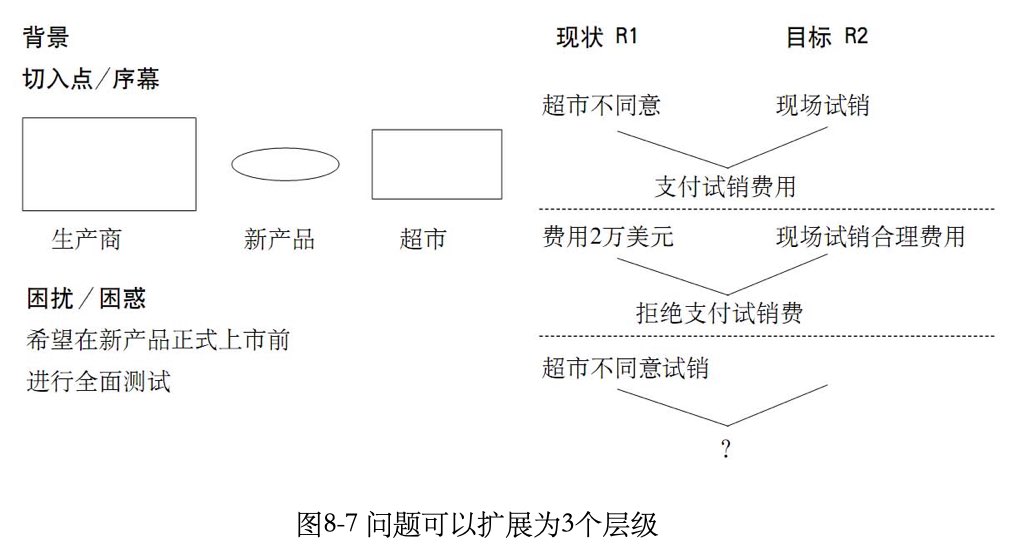 背景
切入点/序幕
生产商 新产品 超市
困扰/困惑
希望在新产品正式上市前
进行全面测试
现状 R1 目标 R2
超市不同意 现场试销
支付试销费用
费用2万美元 现场试销合理费用
拒绝支付试销费
超市不同意试销
?
图8-7 问题可以扩展为3个层级